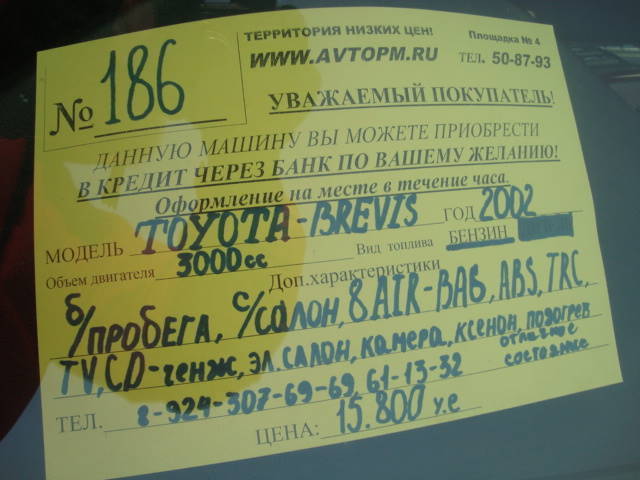 ТЕРРИТОРИЯ НИЗКИХ ЦЕН! Площадка № 4
WWW.AVTOPM.RU ТЕЛ. 50-87-93
№ 186
УВАЖАЕМЫЙ ПОКУПАТЕЛЬ!
ДАННУЮ МАШИНУ ВЫ МОЖЕТЕ ПРИОБРЕСТИ
В КРЕДИТ ЧЕРЕЗ БАНК ПО ВАШЕМУ ЖЕЛАНИЮ!
Оформление на месте в течение часа.
МОДЕЛЬ TOYOTA-BREVIS ГОД 2002
Объем двигателя 3000cc Вид топлива БЕНЗИН
Доп.характеристики
б/ПРОБЕГА, с/САЛОН, 8 AIR-BAG, ABS, TRC,
TV, CD-ченж, эл.САЛОН, камера, ксенон, подогрев
отличное состояние
ТЕЛ. 8-924-307-69-69, 61-13-32
ЦЕНА: 15.800 у.е